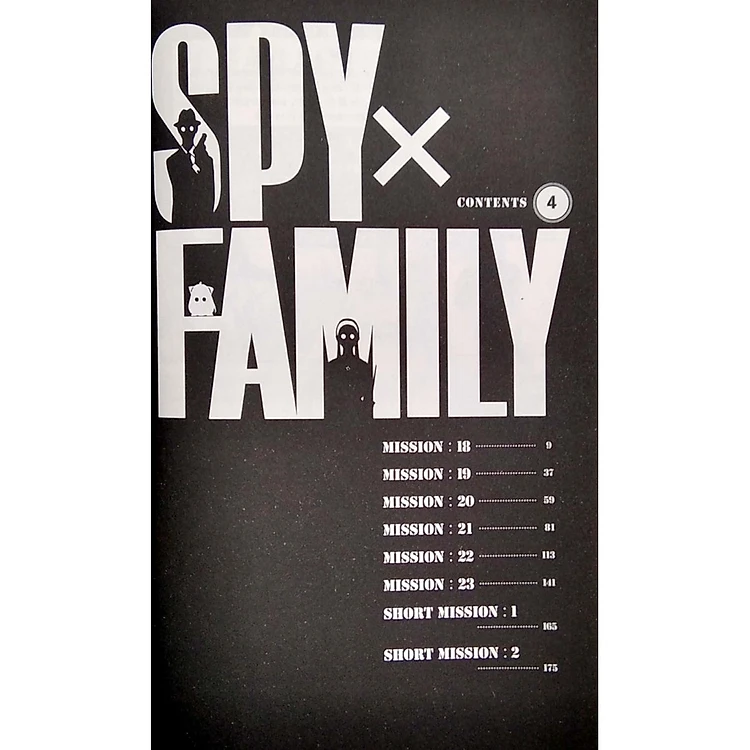 SPY×
CONTENTS 4
FAMILY
MISSION : 18 ........................ 9
MISSION : 19 ........................ 37
MISSION : 20 ........................ 59
MISSION : 21 ........................ 81
MISSION : 22 ........................ 113
MISSION : 23 ........................ 141
SHORT MISSION : 1
........................ 165
SHORT MISSION : 2
........................ 175